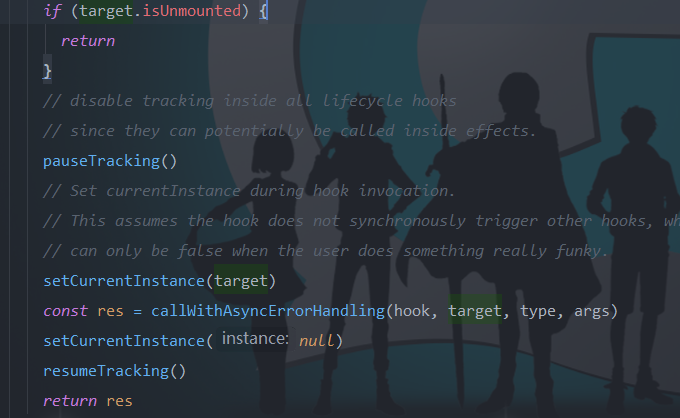 if (target.isUnmounted) {
return
}
// disable tracking inside all lifecycle hooks
// since they can potentially be called inside effects.
pauseTracking()
// Set currentInstance during hook invocation.
// This assumes the hook does not synchronously trigger other hooks, wh
// can only be false when the user does something really funky.
setCurrentInstance(target)
const res = callWithAsyncErrorHandling(hook, target, type, args)
setCurrentInstance( instance: null)
resumeTracking()
return res